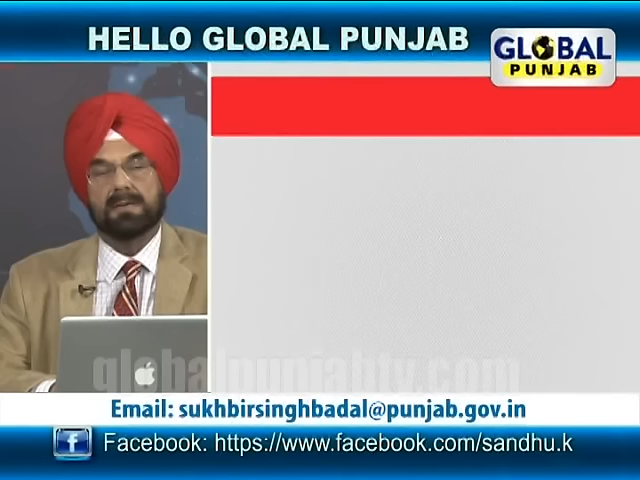 HELLO GLOBAL PUNJAB
GLOBAL
PUNJAB
globalpunjabtv.com
Email: sukhbirsinghbadal@punjab.gov.in
Facebook: https://www.facebook.com/sandhu.k